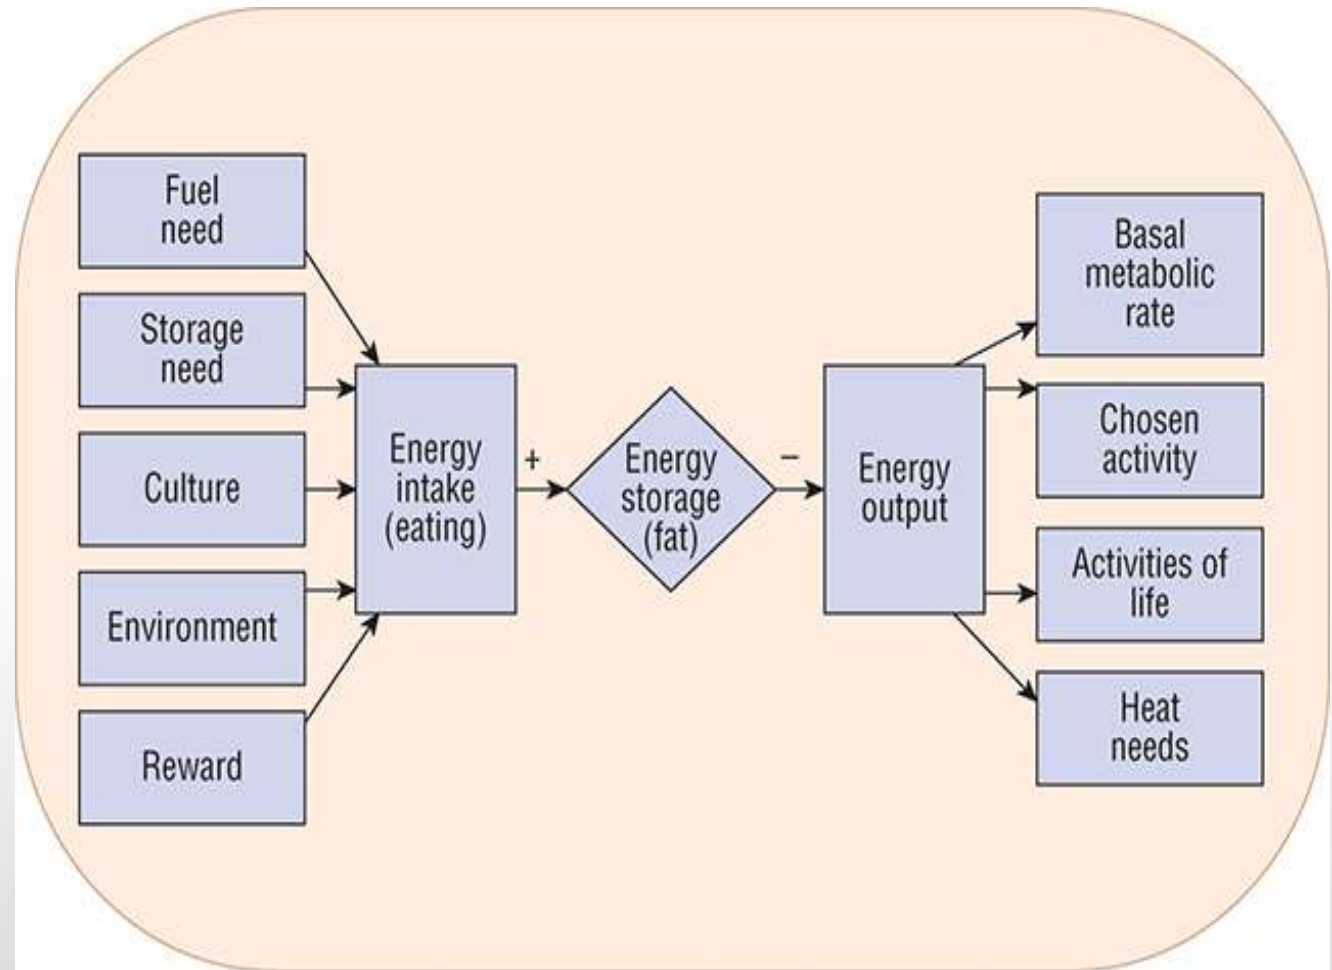 Fuel
need
Storage
need
Culture
Environment
Reward
Energy
intake
(eating)
+
Energy
storage
(fat)
–
Energy
output
Basal
metabolic
rate
Chosen
activity
Activities of
life
Heat
needs